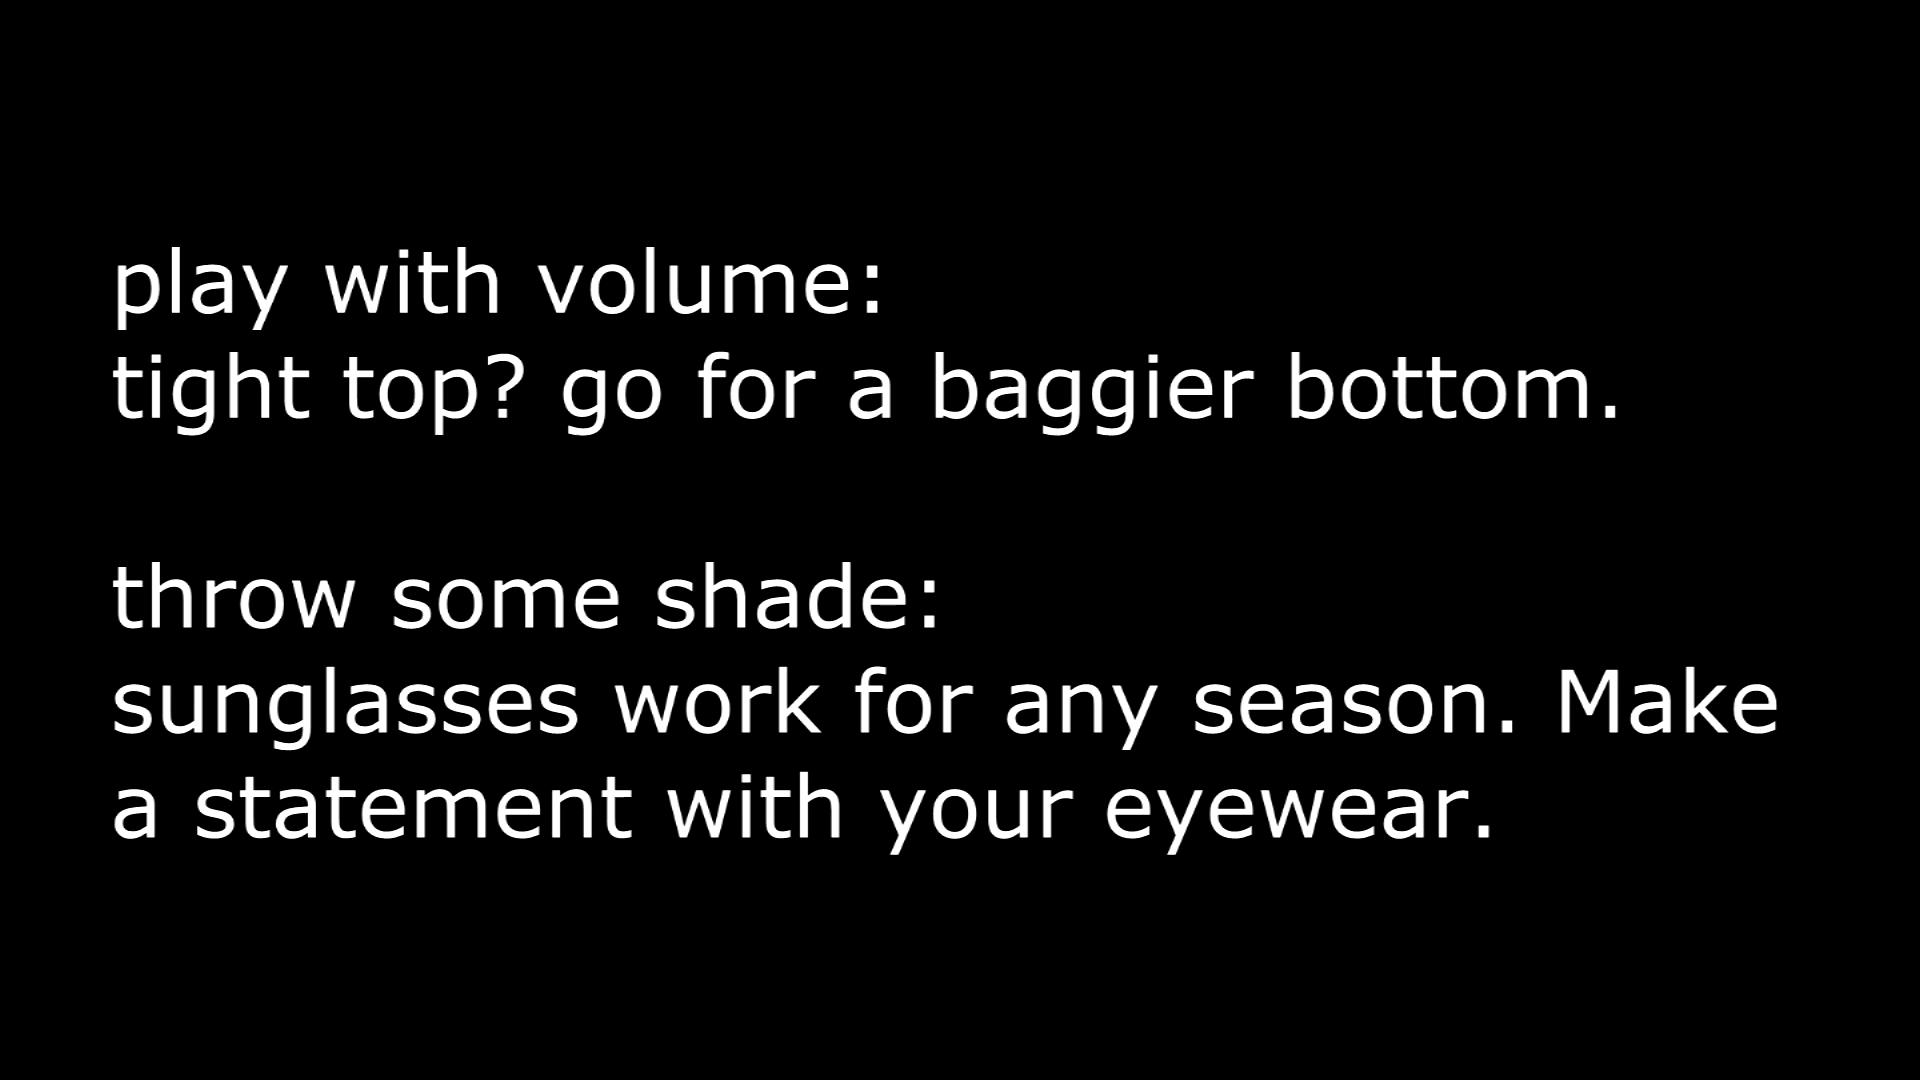 play with volume:
tight top? go for a baggier bottom.
throw some shade:
sunglasses work for any season. Make
a statement with your eyewear.